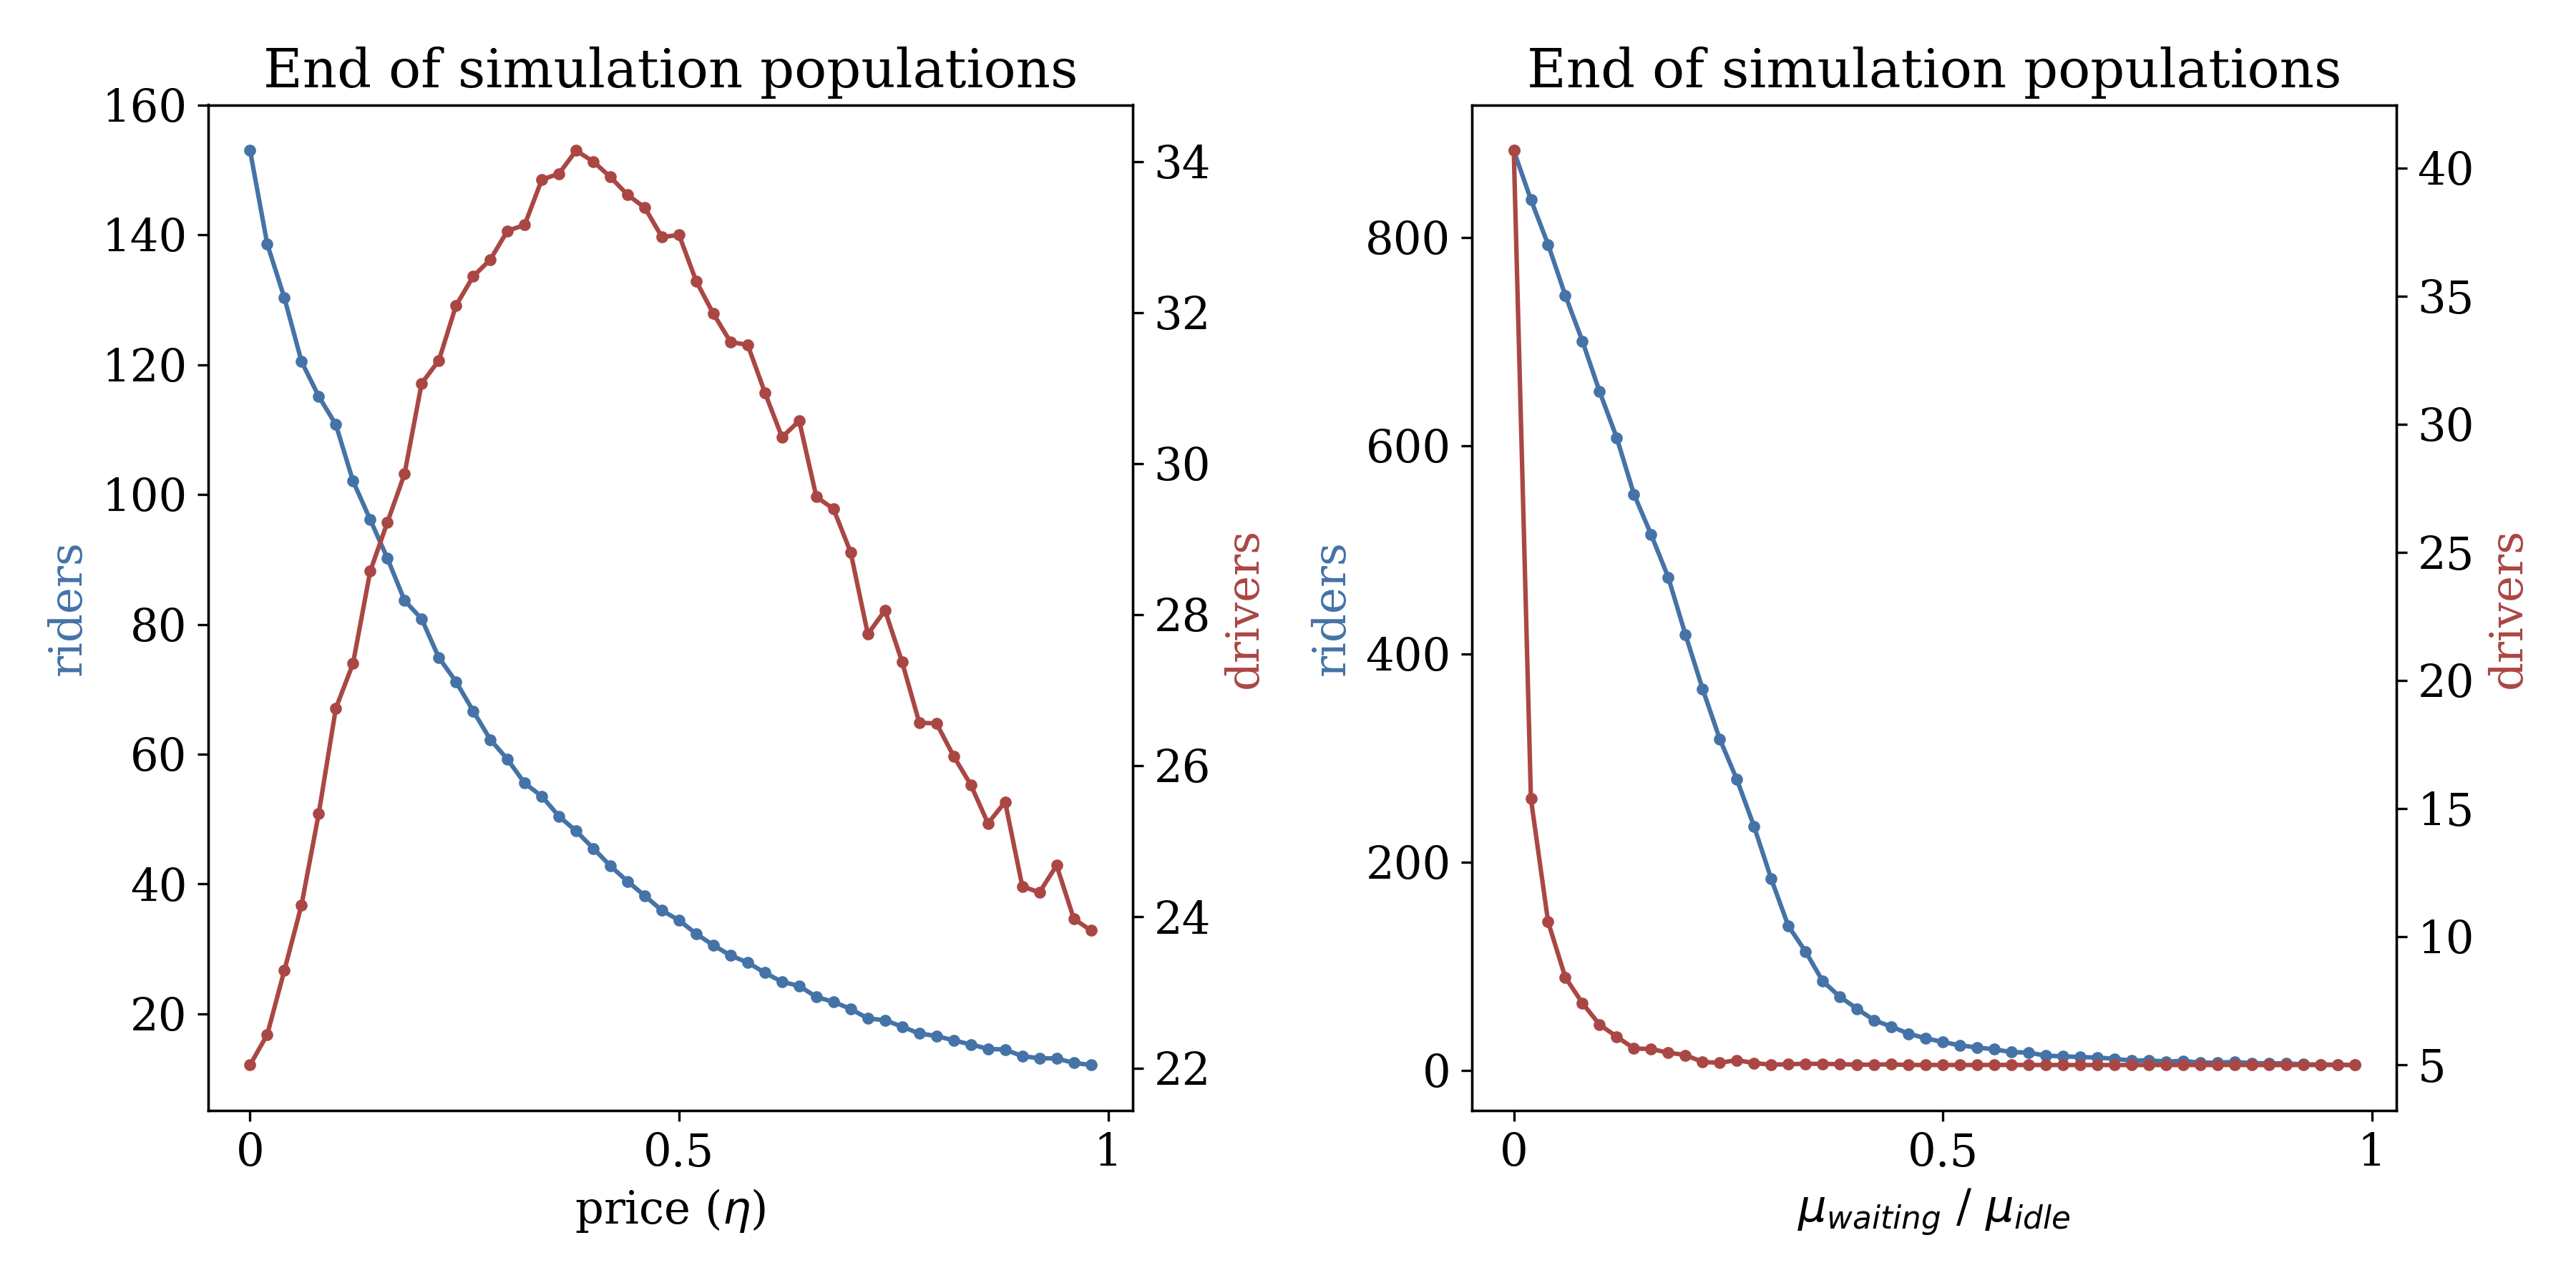 End of simulation populations
160
140
120
100
80
60
40
20
riders
34
32
30
28
26
24
22
drivers
0 0.5 1
price (η)
End of simulation populations
800
600
400
200
0
riders
40
35
30
25
20
15
10
5
drivers
0 0.5 1
μwaiting / μidle